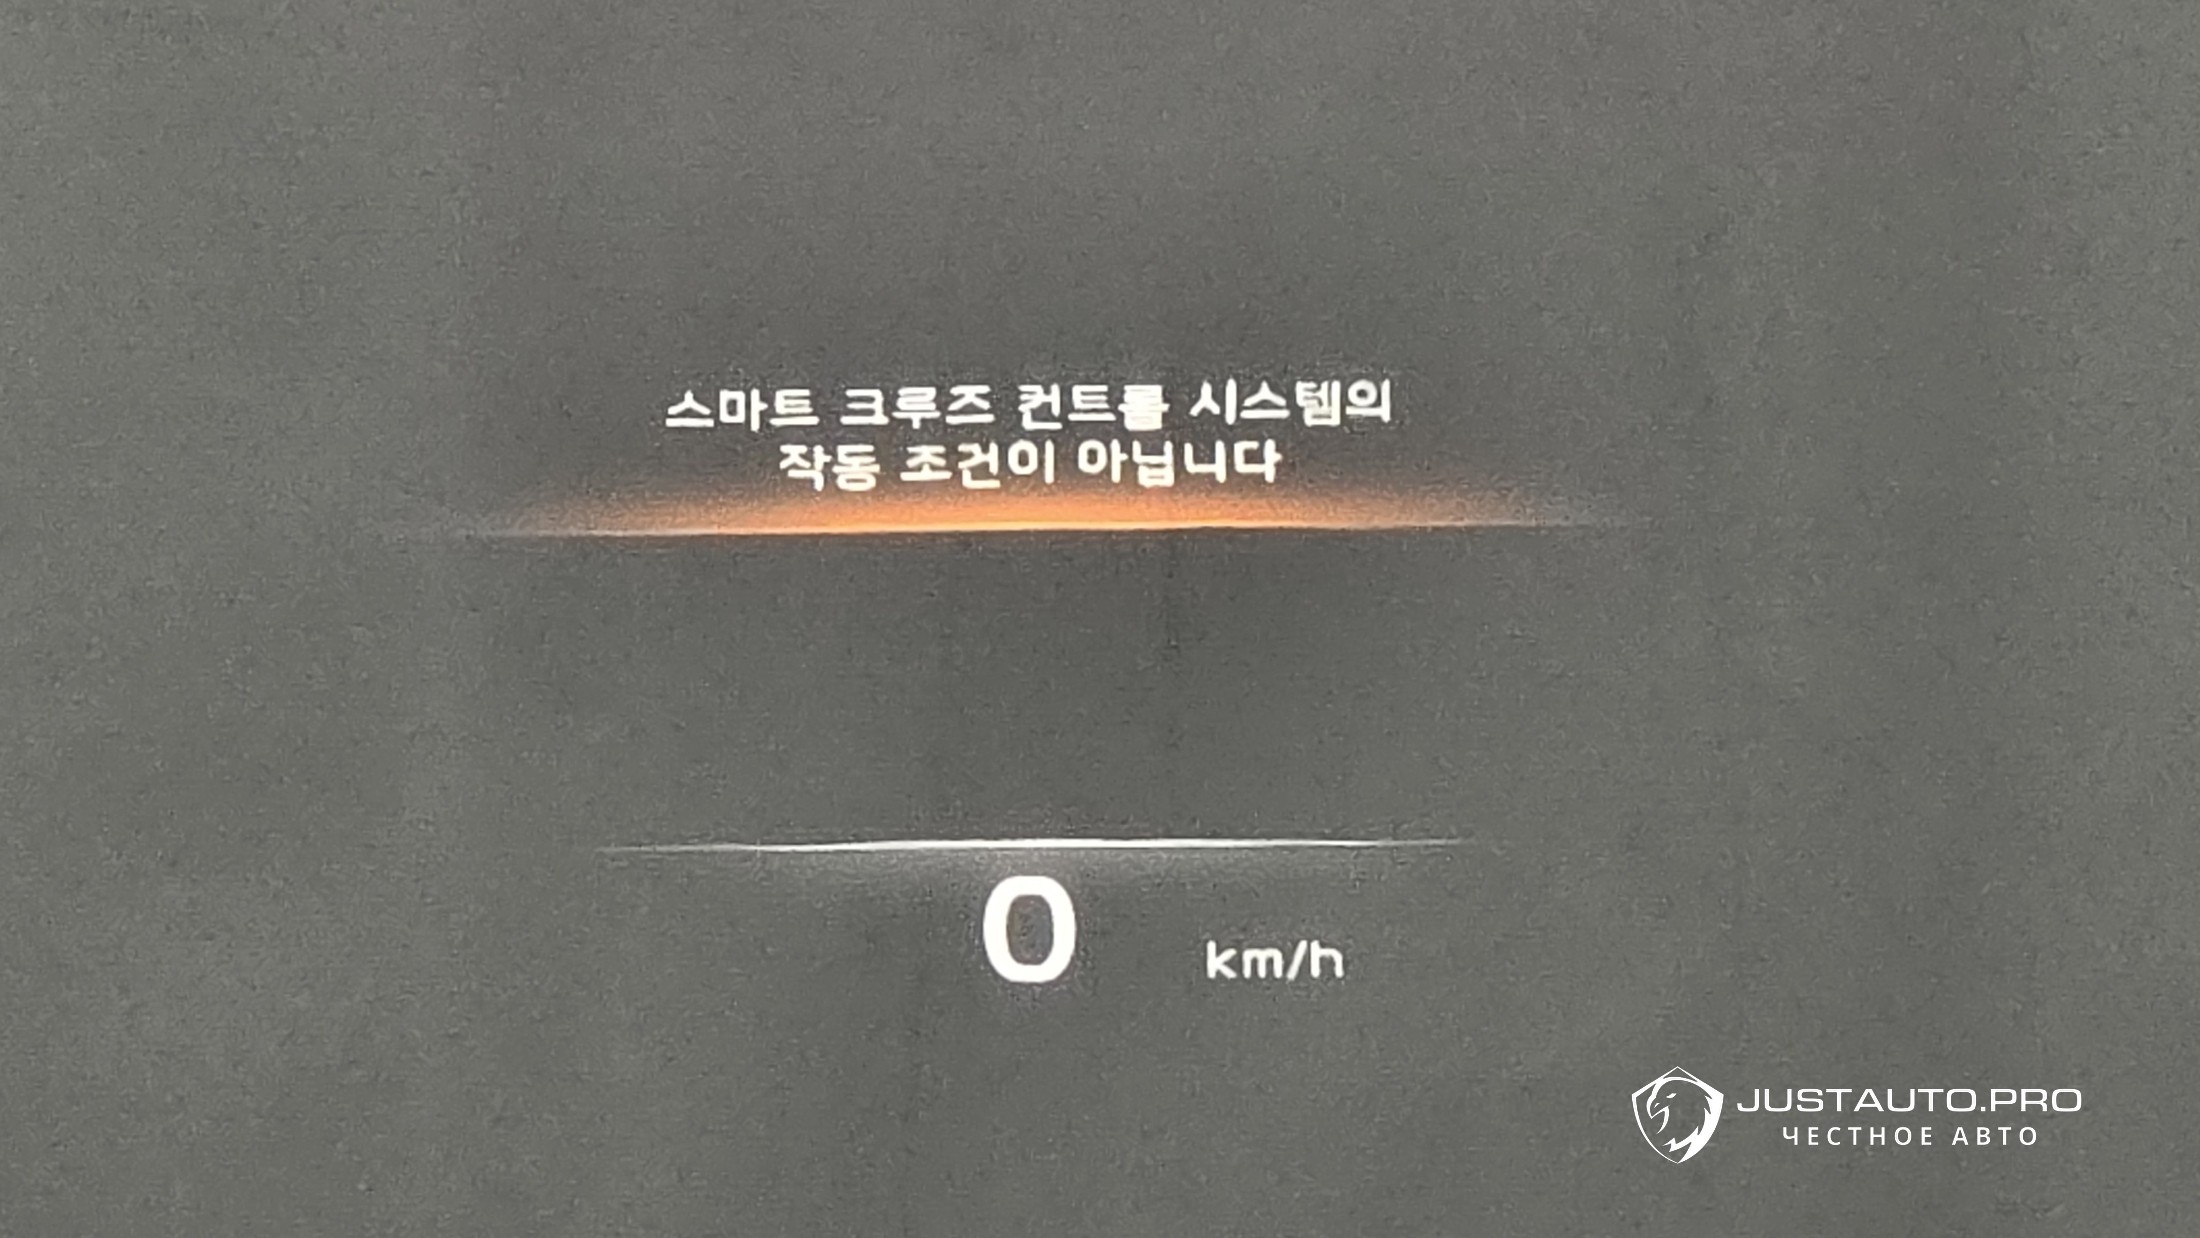 스마트 크루즈 컨트롤 시스템의
작동 조건이 아닙니다
0 km/h
JUSTAUTO.PRO
ЧЕСТНОЕ АВТО